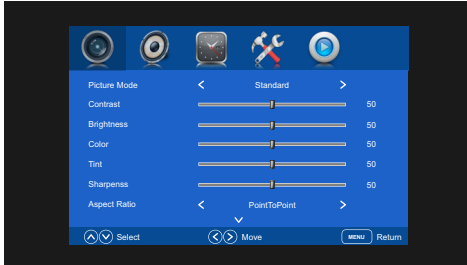 Picture Mode Standard
Contrast 50
Brightness 50
Color 50
Tint 50
Sharpenss 50
Aspect Ratio PointToPoint
Select Move MENU Return